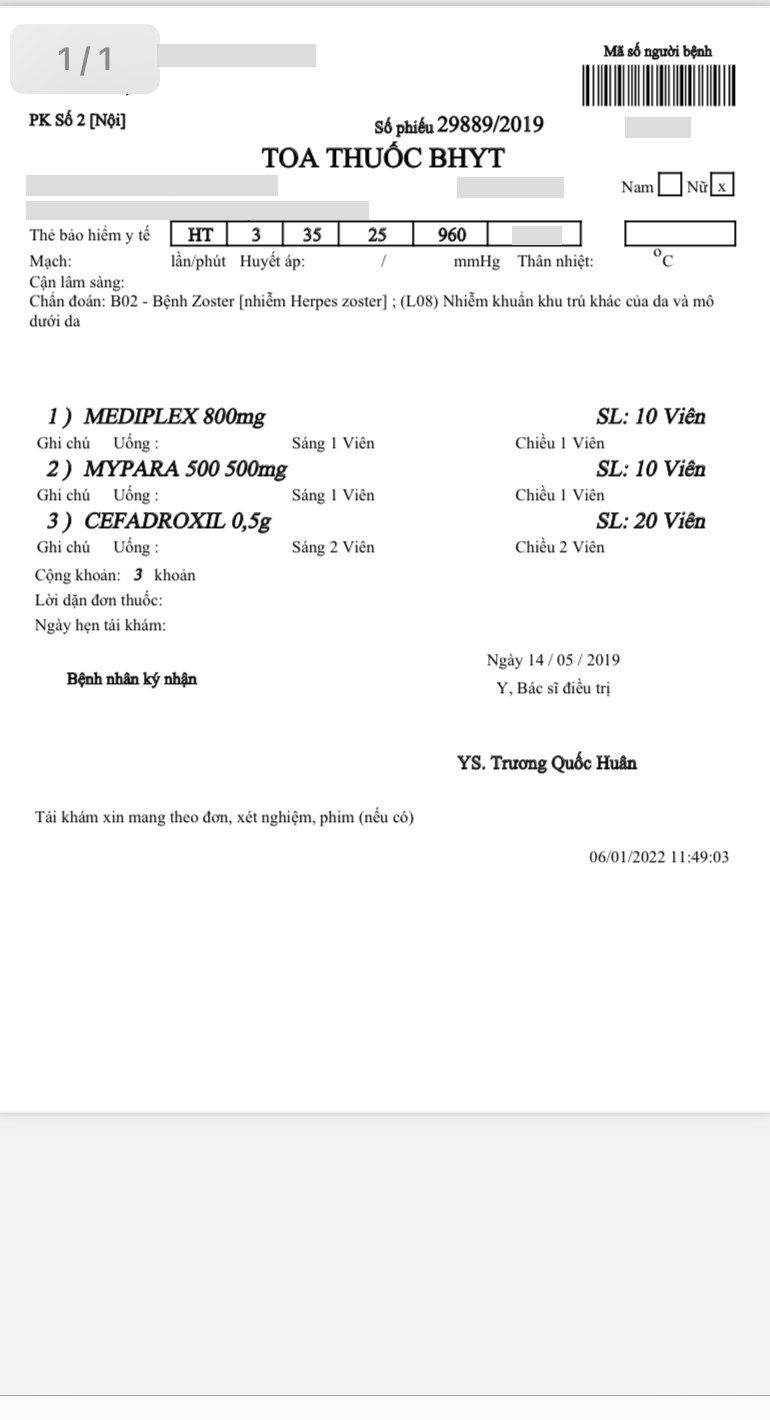 1/1
Mã số người bệnh
PK Số 2 [Nội]
Số phiếu 29889/2019
TOA THUỐC BHYT
Nam Nữ x
Thẻ bảo hiểm y tế HT 3 35 25 960
Mạch: lần/phút Huyết áp: / mmHg Thân nhiệt: °C
Cận lâm sàng:
Chẩn đoán: B02 - Bệnh Zoster [nhiễm Herpes zoster] ; (L08) Nhiễm khuẩn khu trú khác của da và mô
dưới da
1 ) MEDIPLEX 800mg SL: 10 Viên
Ghi chú Uống : Sáng 1 Viên Chiều 1 Viên
2 ) MYPARA 500 500mg SL: 10 Viên
Ghi chú Uống : Sáng 1 Viên Chiều 1 Viên
3 ) CEFADROXIL 0,5g SL: 20 Viên
Ghi chú Uống : Sáng 2 Viên Chiều 2 Viên
Cộng khoản: 3 khoản
Lời dặn đơn thuốc:
Ngày hẹn tái khám:
Ngày 14 / 05 / 2019
Bệnh nhân ký nhận
Y, Bác sĩ điều trị
YS. Trương Quốc Huân
Tái khám xin mang theo đơn, xét nghiệm, phim (nếu có)
06/01/2022 11:49:03